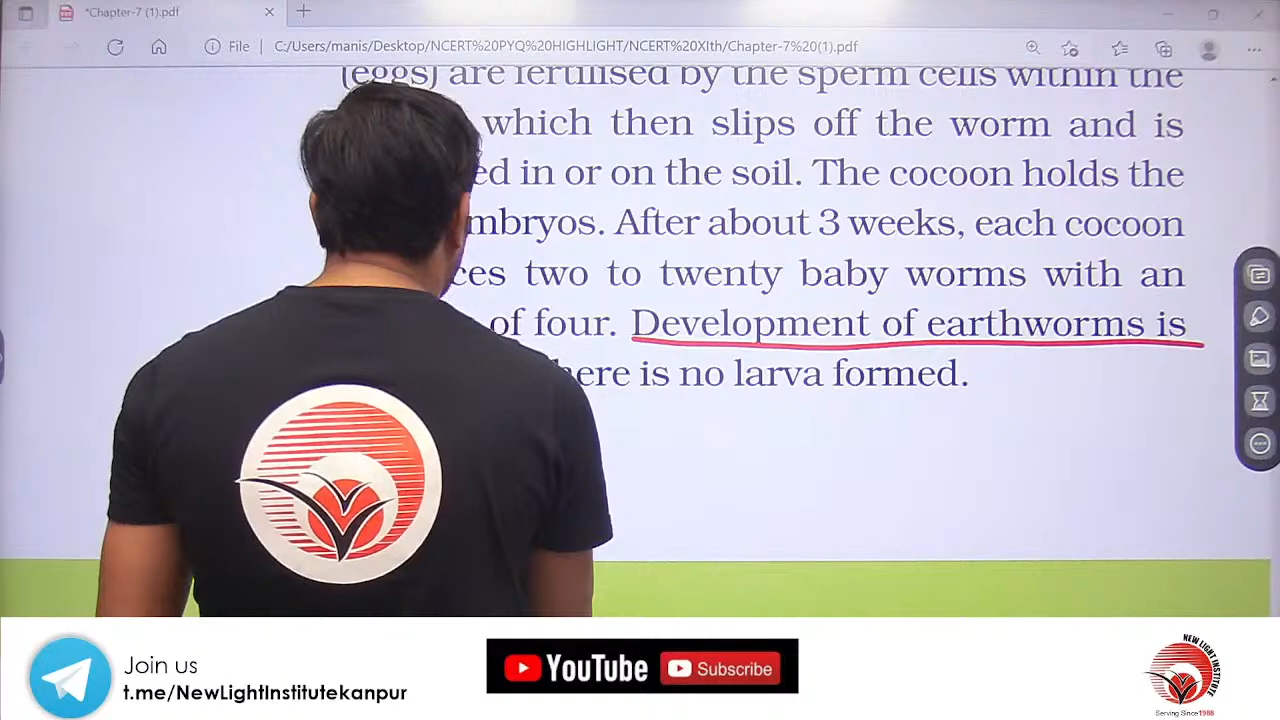 *Chapter-7 (1).pdf
File C:/Users/manis/Desktop/NCERT%20PYQ%20HIGHLIGHT/NCERT%20XIth/Chapter-7%20(1).pdf
(eggs) are fertilised by the sperm cells within the
which then slips off the worm and is
ed in or on the soil. The cocoon holds the
mbryos. After about 3 weeks, each cocoon
ces two to twenty baby worms with an
of four. Development of earthworms is
here is no larva formed.
Join us
t.me/NewLightInstitutekanpur
YouTube Subscribe
NEW LIGHT INSTITUTE
Serving Since 1988